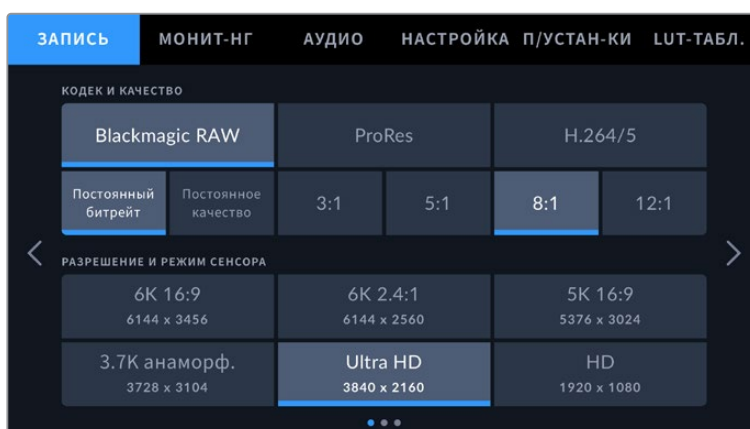 ЗАПИСЬ МОНИТ-НГ АУДИО НАСТРОЙКА П/УСТАН-КИ LUT-ТАБЛ.
КОДЕК И КАЧЕСТВО
Blackmagic RAW ProRes H.264/5
Постоянный битрейт Постоянное качество 3:1 5:1 8:1 12:1
РАЗРЕШЕНИЕ И РЕЖИМ СЕНСОРА
6K 16:9 6K 2.4:1 5K 16:9
6144 x 3456 6144 x 2560 5376 x 3024
3.7K анаморф. Ultra HD HD
3728 x 3104 3840 x 2160 1920 x 1080